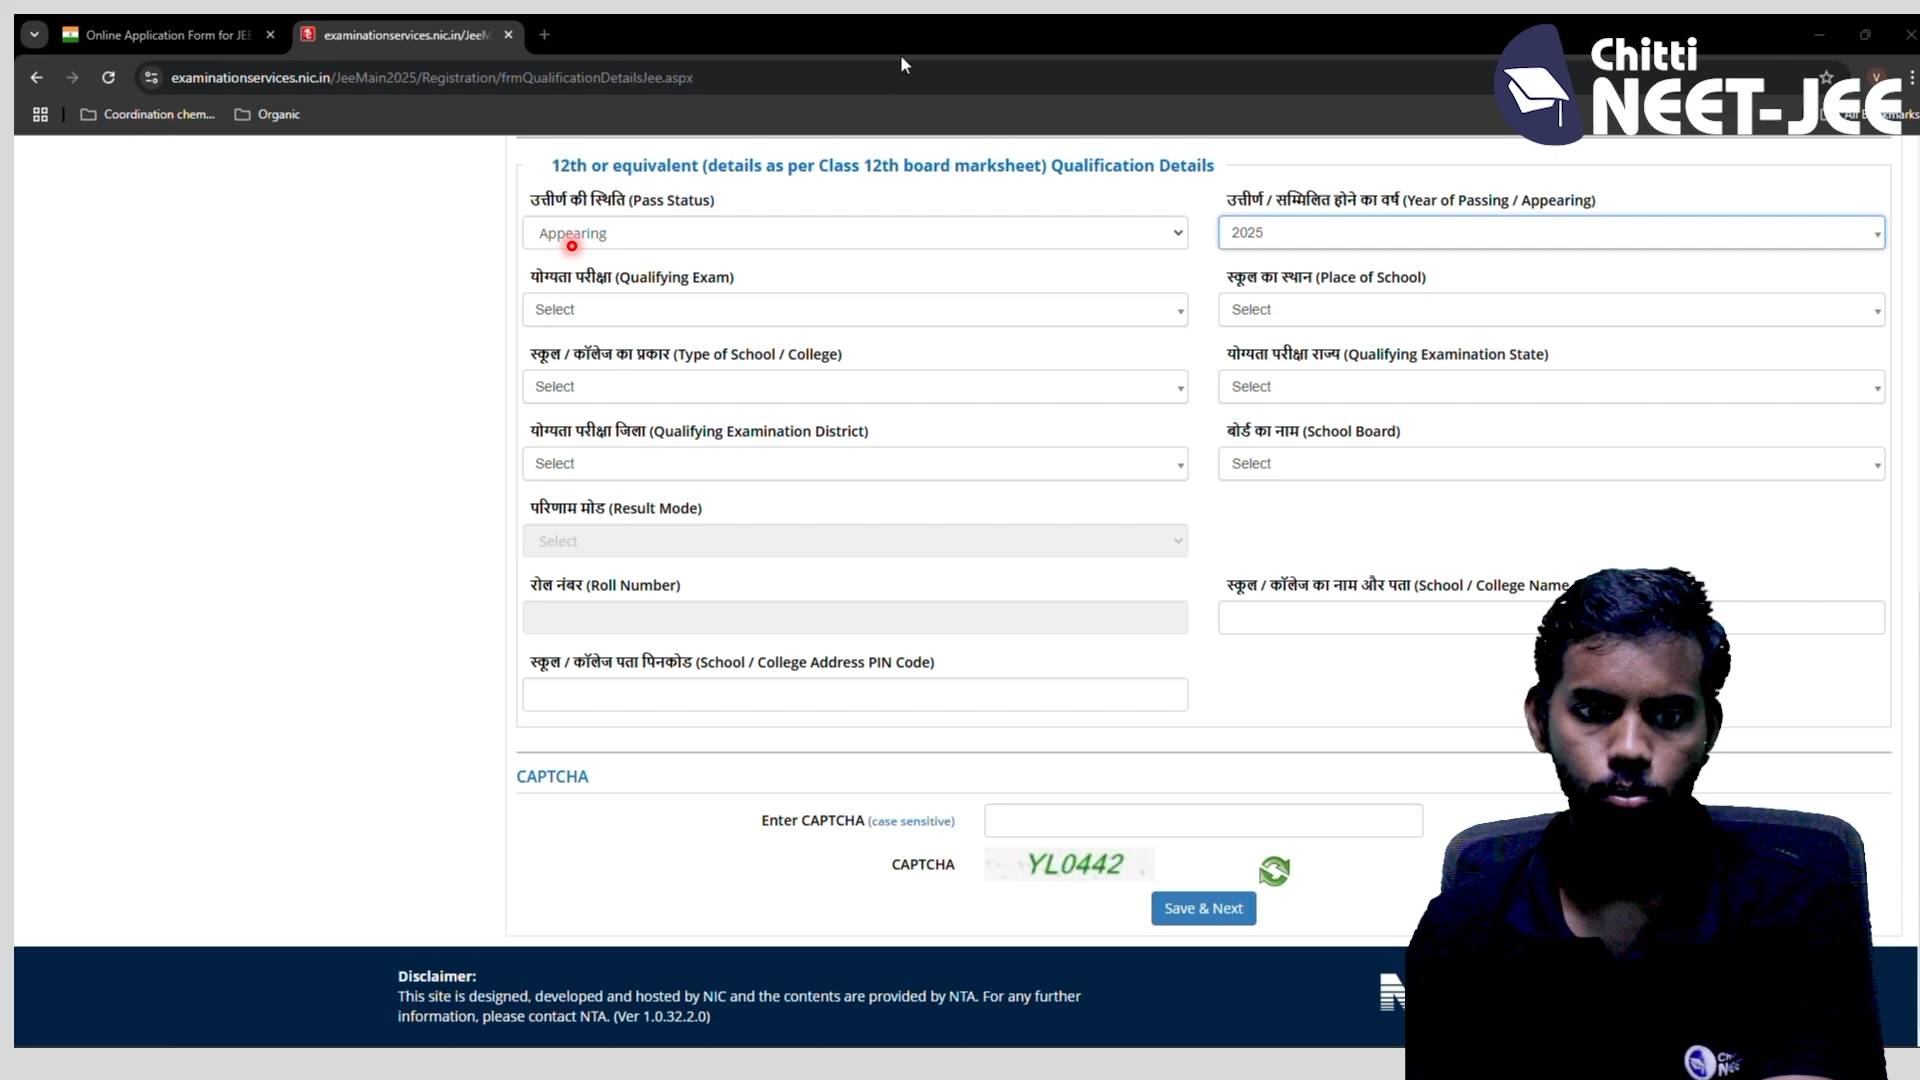 Online Application Form for JEE
examinationservices.nic.in/JeeM
Chitti
NEET-JEE
examinationservices.nic.in/JeeMain2025/Registration/frmQualificationDetailsJee.aspx
V
Coordination chem...
Organic
12th or equivalent (details as per Class 12th board marksheet) Qualification Details
उत्तीर्ण की स्थिति (Pass Status)
उत्तीर्ण / सम्मिलित होने का वर्ष (Year of Passing / Appearing)
Appearing
2025
योग्यता परीक्षा (Qualifying Exam)
स्कूल का स्थान (Place of School)
Select
Select
स्कूल / कॉलेज का प्रकार (Type of School / College)
योग्यता परीक्षा राज्य (Qualifying Examination State)
Select
Select
योग्यता परीक्षा जिला (Qualifying Examination District)
बोर्ड का नाम (School Board)
Select
Select
परिणाम मोड (Result Mode)
Select
रोल नंबर (Roll Number)
स्कूल / कॉलेज का नाम और पता (School / College Name
स्कूल / कॉलेज पता पिनकोड (School / College Address PIN Code)
CAPTCHA
Enter CAPTCHA (case sensitive)
CAPTCHA
YL0442
Save & Next
Disclaimer:
This site is designed, developed and hosted by NIC and the contents are provided by NTA. For any further
information, please contact NTA. (Ver 1.0.32.2.0)